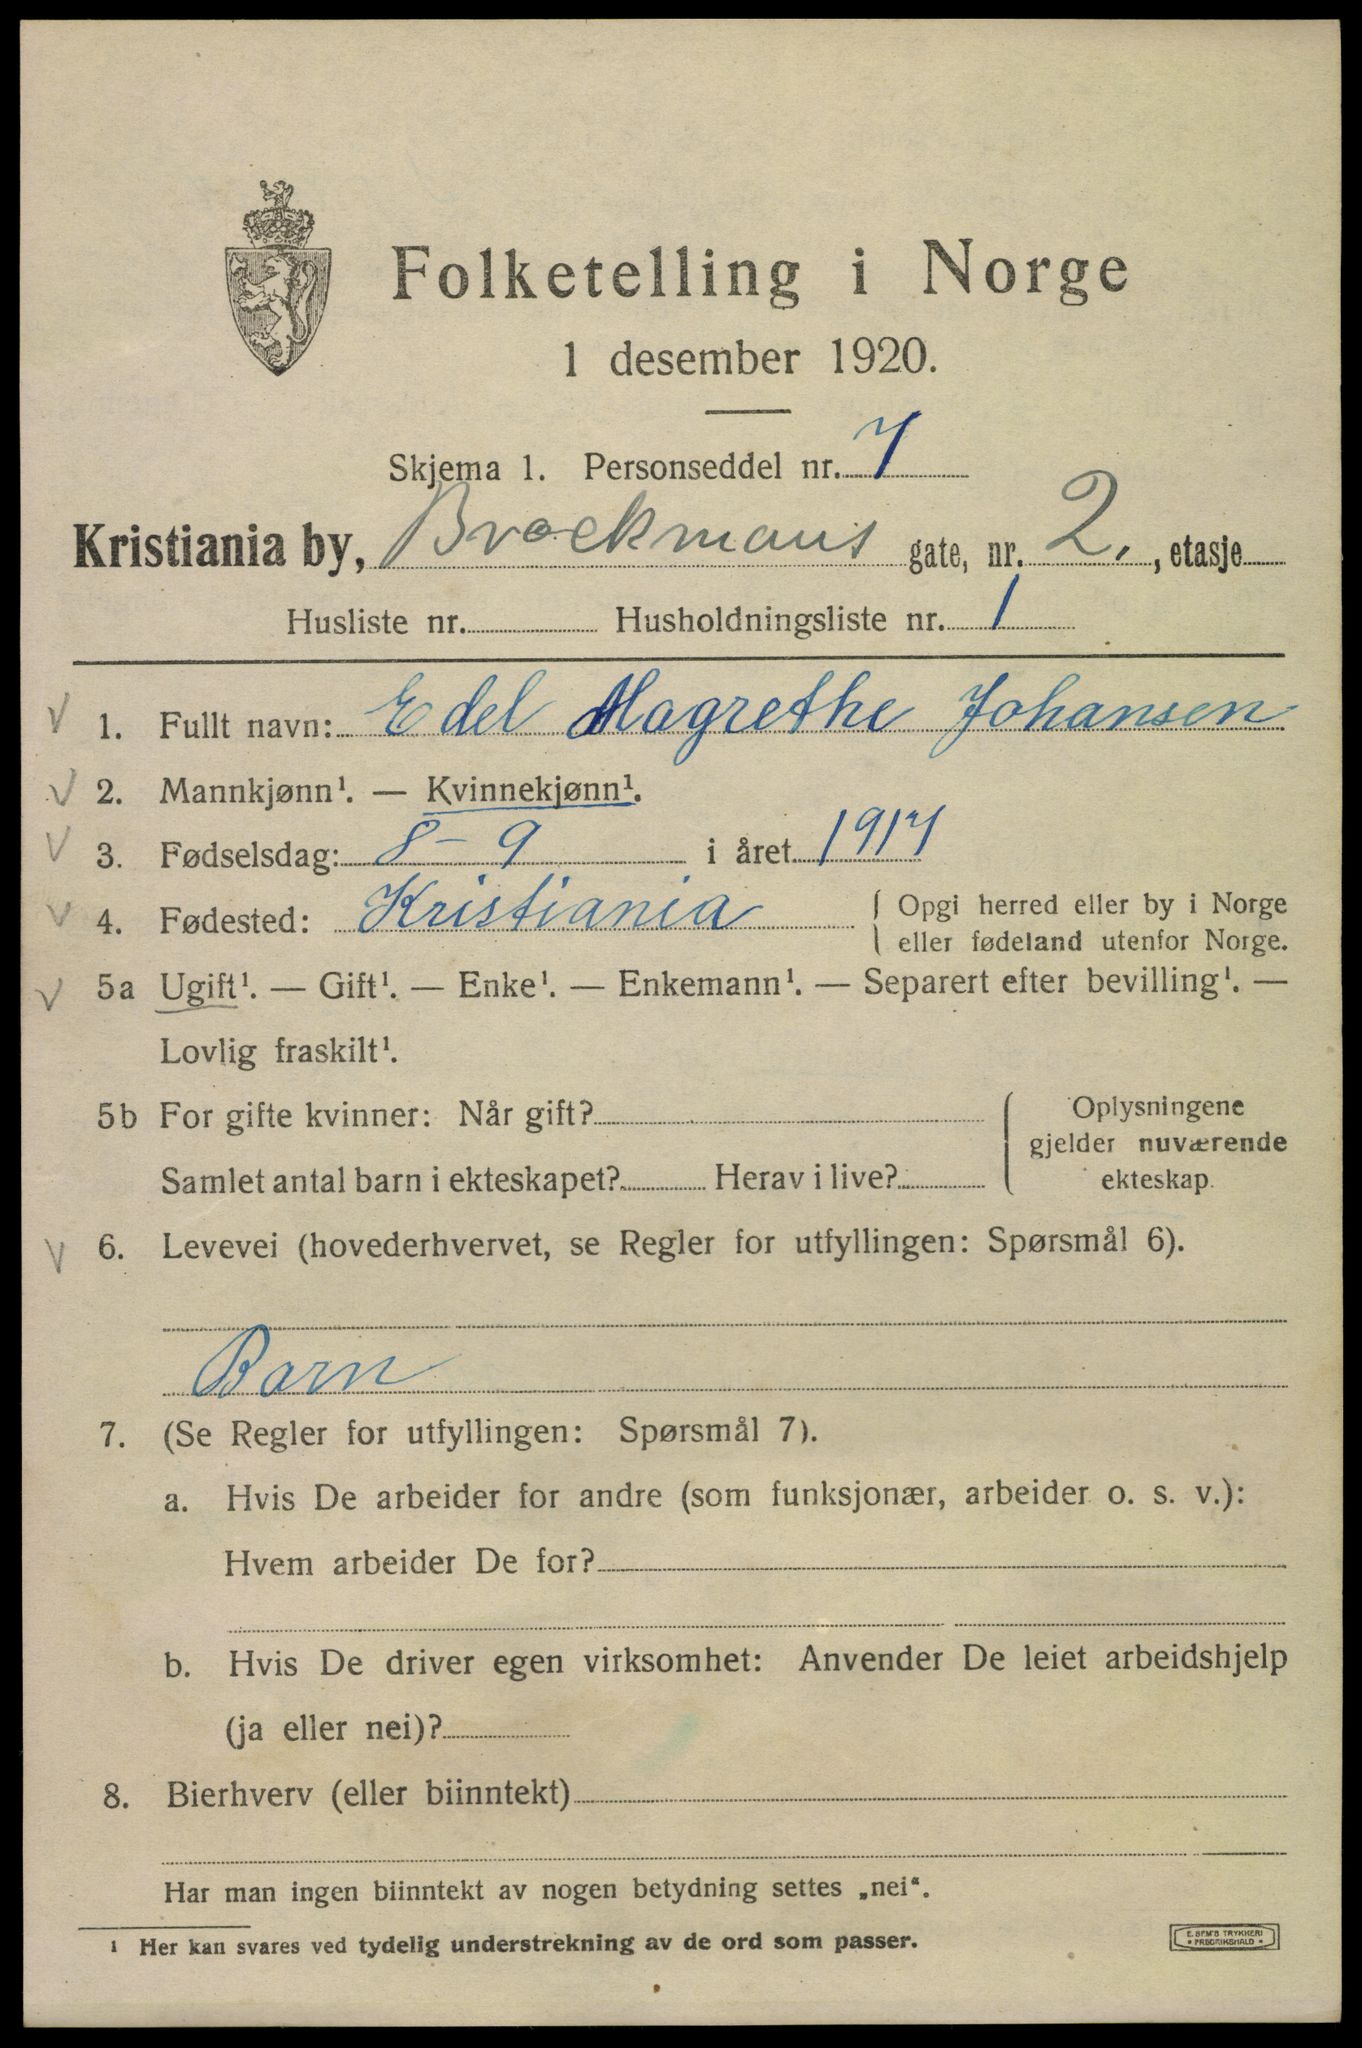 Folketelling i Norge
1 desember 1920.
Skjema 1. Personseddel nr. 7
Kristiania by, Brockmans gate, nr. 2. , etasje
Husliste nr. Husholdningsliste nr. 1
1. Fullt navn: Edel Magrethe Johansen
2. Mannkjønn¹. — Kvinnekjønn¹.
3. Fødselsdag: 8-9 i året 1917
4. Fødested: Kristiania { Opgi herred eller by i Norge
eller fødeland utenfor Norge.
5a Ugift¹. — Gift¹. — Enke¹. — Enkemann¹. — Separert efter bevilling¹. —
Lovlig fraskilt¹.
5b For gifte kvinner: Når gift?
Samlet antal barn i ekteskapet? Herav i live?
{ Oplysningene
gjelder nuværende
ekteskap.
6. Levevei (hovederhvervet, se Regler for utfyllingen: Spørsmål 6).
Barn
7. (Se Regler for utfyllingen: Spørsmål 7).
a. Hvis De arbeider for andre (som funksjonær, arbeider o. s. v.):
Hvem arbeider De for?
b. Hvis De driver egen virksomhet: Anvender De leiet arbeidshjelp
(ja eller nei)?
8. Bierhverv (eller biinntekt)
Har man ingen biinntekt av nogen betydning settes „nei“.
¹ Her kan svares ved tydelig understrekning av de ord som passer.
E. SEM'S TRYKKERI
• FREDRIKSHALD •